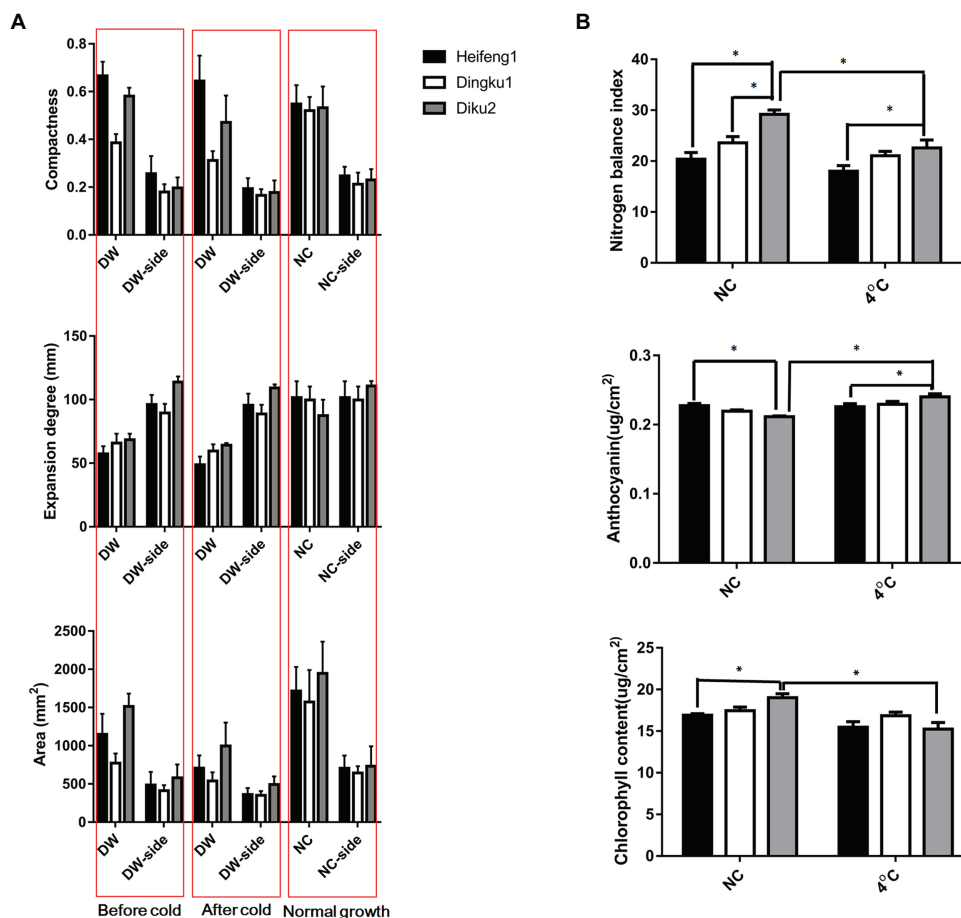 A
0.8
0.6
0.4
0.2
0.0
Compactness
DW
DW-side
DW
DW-side
NC
NC-side
Heifeng1
Dingku1
Diku2
150
100
50
0
Expansion degree (mm)
DW
DW-side
DW
DW-side
NC
NC-side
2500
2000
1500
1000
500
0
Area (mm²)
DW
DW-side
DW
DW-side
NC
NC-side
Before cold
After cold
Normal growth
B
40
30
20
10
0
Nitrogen balance index
* * * *
NC
4°C
0.3
0.2
0.1
0.0
Anthocyanin(ug/cm²)
* * *
NC
4°C
25
20
15
10
5
0
Chlorophyll content(ug/cm²)
* *
NC
4°C